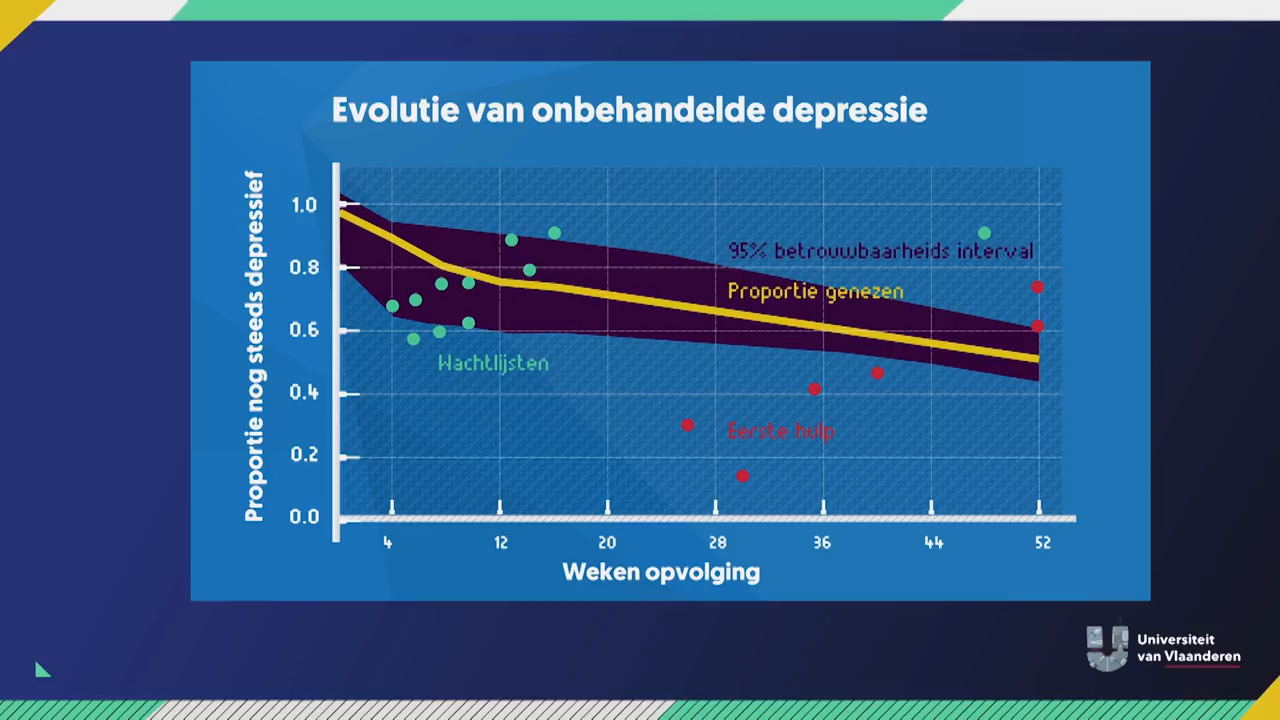 Evolutie van onbehandelde depressie
Proportie nog steeds depressief
1.0
0.8
0.6
0.4
0.2
0.0
95% betrouwbaarheids interval
Proportie genezen
Wachtlijsten
Eerste hulp
4 12 20 28 36 44 52
Weken opvolging
Universiteit
van Vlaanderen